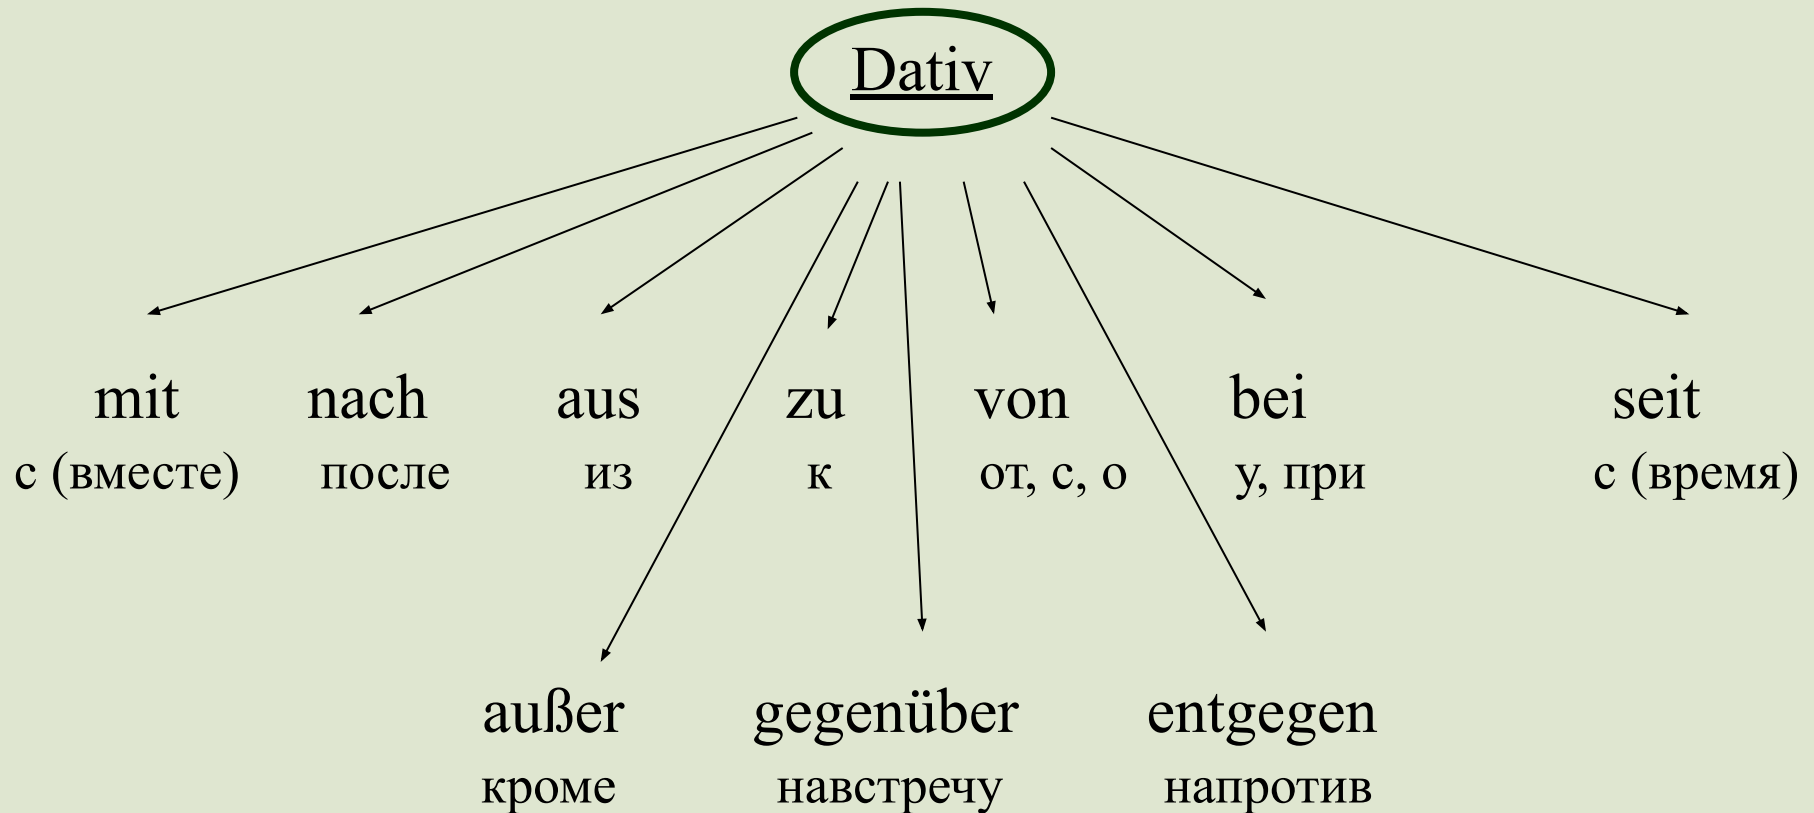 Dativ
mit nach aus zu von bei seit
с (вместе) после из к от, с, о у, при с (время)
außer gegenüber entgegen
кроме навстречу напротив